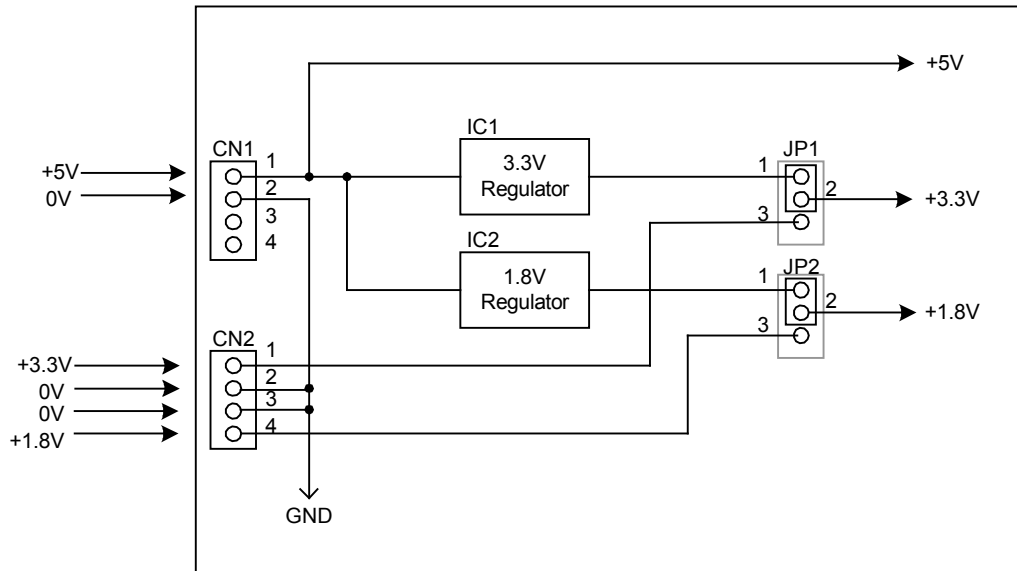 +5V
IC1
CN1
1
3.3V
Regulator
JP1
1
+5V
0V
2
2
+3.3V
3
3
4
IC2
1.8V
Regulator
JP2
1
2
+1.8V
3
CN2
1
+3.3V
0V
2
0V
3
+1.8V
4
GND